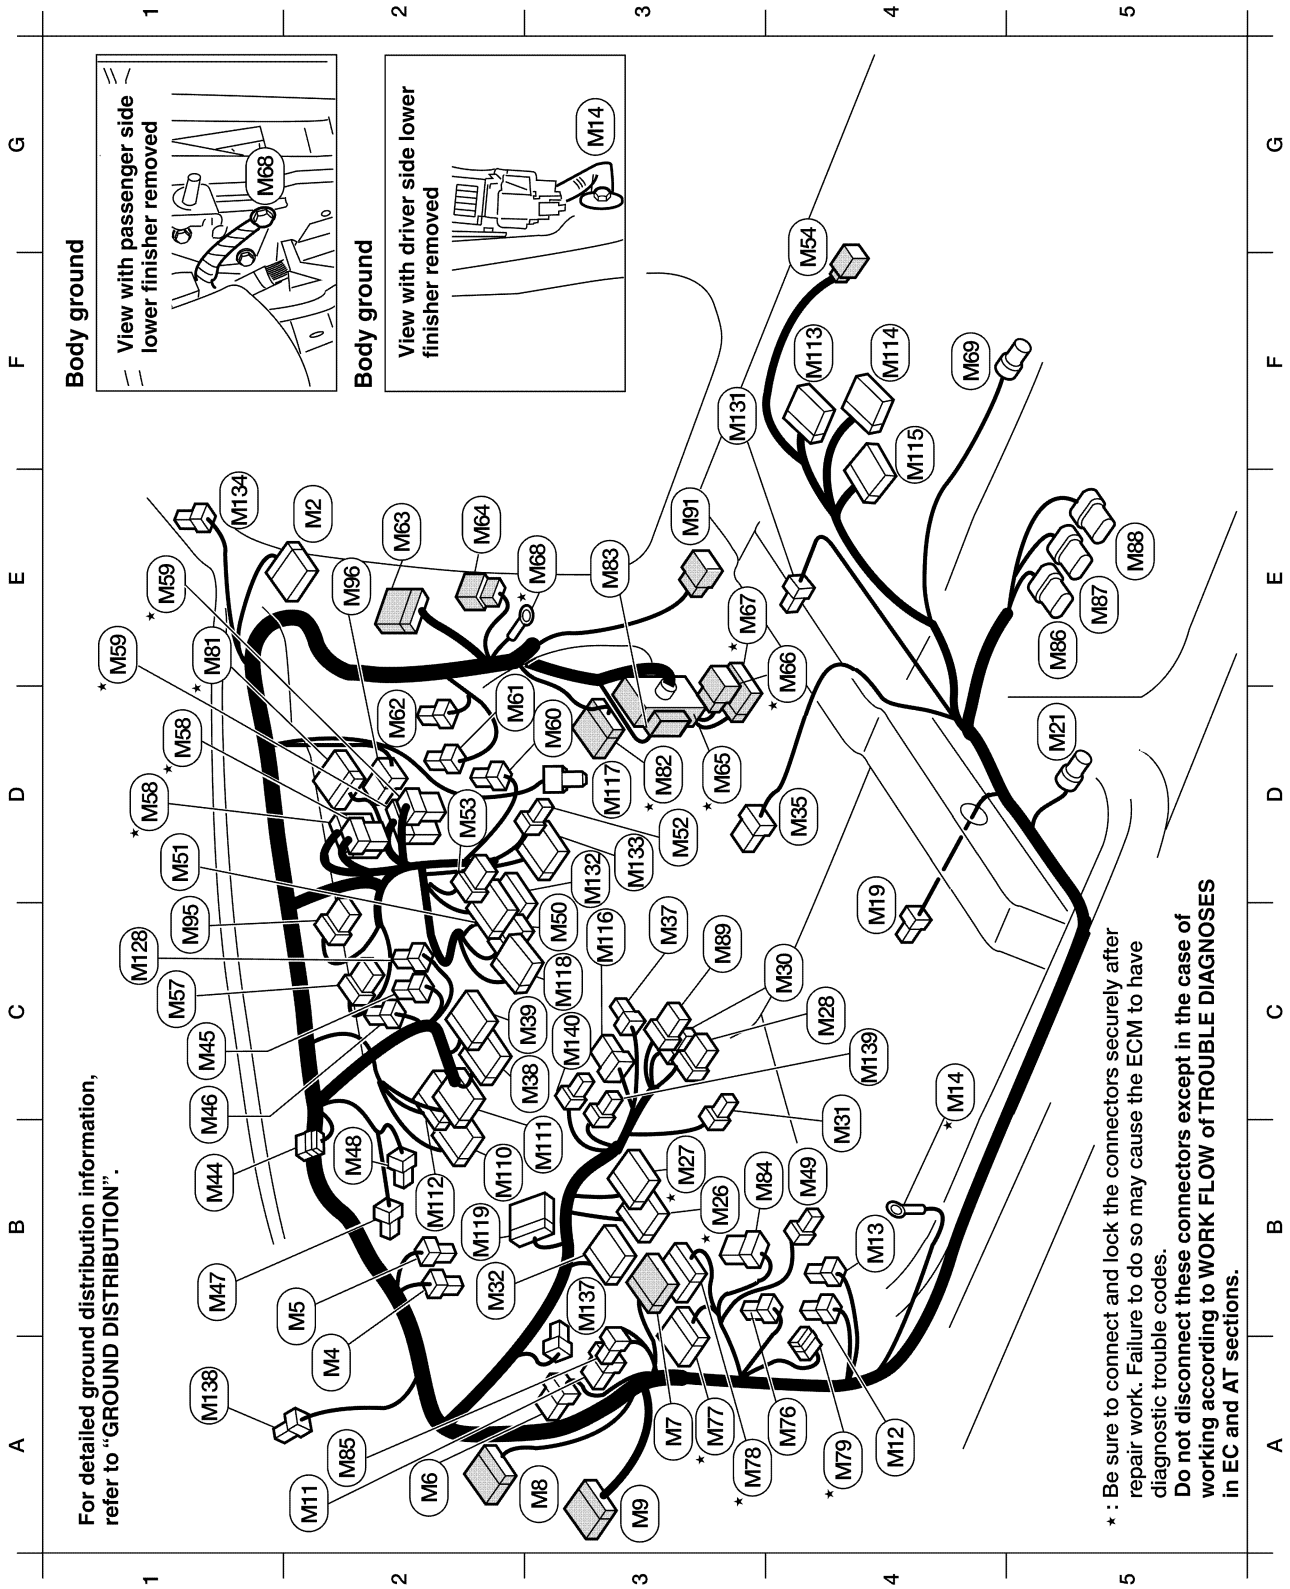 1
2
3
4
5
G
F
E
D
C
B
A
Body ground
View with passenger side
lower finisher removed
M68
Body ground
View with driver side lower
finisher removed
M14
For detailed ground distribution information,
refer to “GROUND DISTRIBUTION”.
M138
M11
M85
M6
M8
M9
M4
M5
M47
M44
M46
M45
M57
M128
M95
M51
★ M58
★ M58
★ M59
★ M81
★ M59
M96
M134
M2
M63
M64
★ M68
M83
M91
★ M67
★ M66
M62
M61
M60
M117
★ M82
★ M65
M53
M52
M133
M132
M50
M116
M118
M37
M89
M30
M28
M139
M31
M140
M39
M38
M111
M110
M112
M48
M119
M32
M137
★ M27
★ M26
M84
M49
M13
★ M14
M7
★ M77
★ M78
M76
★ M79
M12
M35
M19
M21
M131
M54
M113
M114
M115
M69
M86
M87
M88
★ : Be sure to connect and lock the connectors securely after
repair work. Failure to do so may cause the ECM to have
diagnostic trouble codes.
Do not disconnect these connectors except in the case of
working according to WORK FLOW of TROUBLE DIAGNOSES
in EC and AT sections.
1
2
3
4
5
G
F
E
D
C
B
A